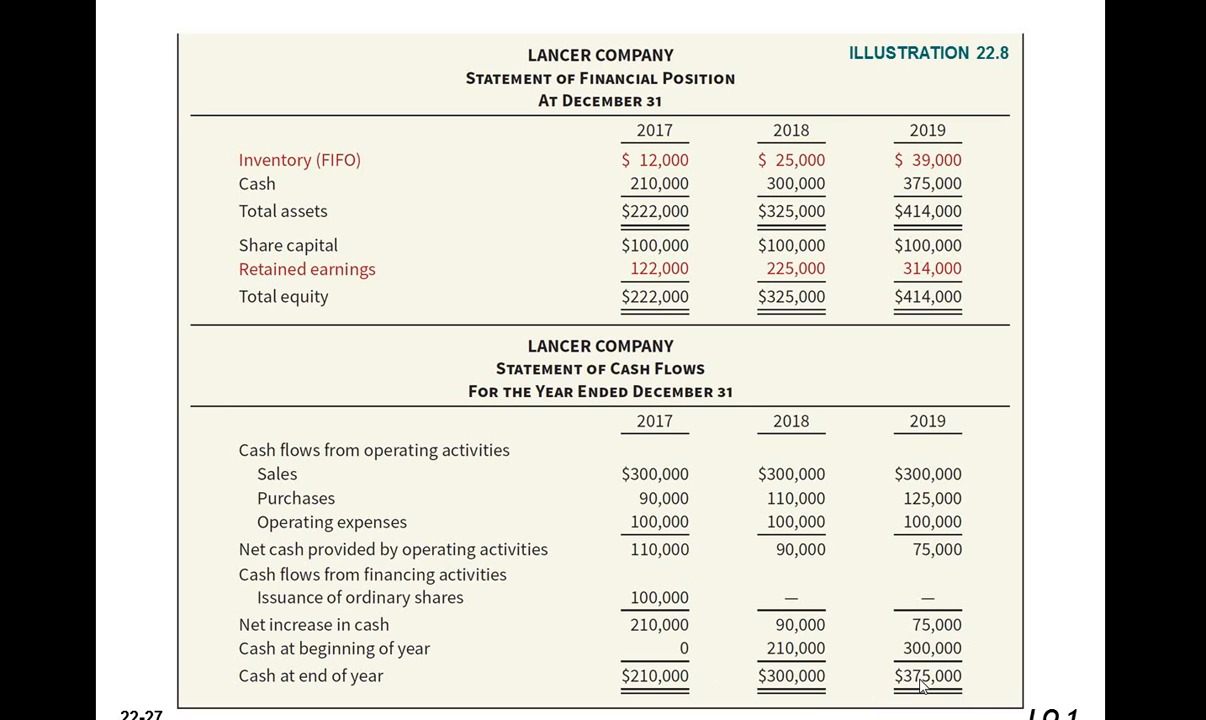 LANCER COMPANY ILLUSTRATION 22.8
STATEMENT OF FINANCIAL POSITION
AT DECEMBER 31
2017 2018 2019
Inventory (FIFO) $ 12,000 $ 25,000 $ 39,000
Cash 210,000 300,000 375,000
Total assets $222,000 $325,000 $414,000
Share capital $100,000 $100,000 $100,000
Retained earnings 122,000 225,000 314,000
Total equity $222,000 $325,000 $414,000
LANCER COMPANY
STATEMENT OF CASH FLOWS
FOR THE YEAR ENDED DECEMBER 31
2017 2018 2019
Cash flows from operating activities
Sales $300,000 $300,000 $300,000
Purchases 90,000 110,000 125,000
Operating expenses 100,000 100,000 100,000
Net cash provided by operating activities 110,000 90,000 75,000
Cash flows from financing activities
Issuance of ordinary shares 100,000 — —
Net increase in cash 210,000 90,000 75,000
Cash at beginning of year 0 210,000 300,000
Cash at end of year $210,000 $300,000 $375,000
22-27 LO 1